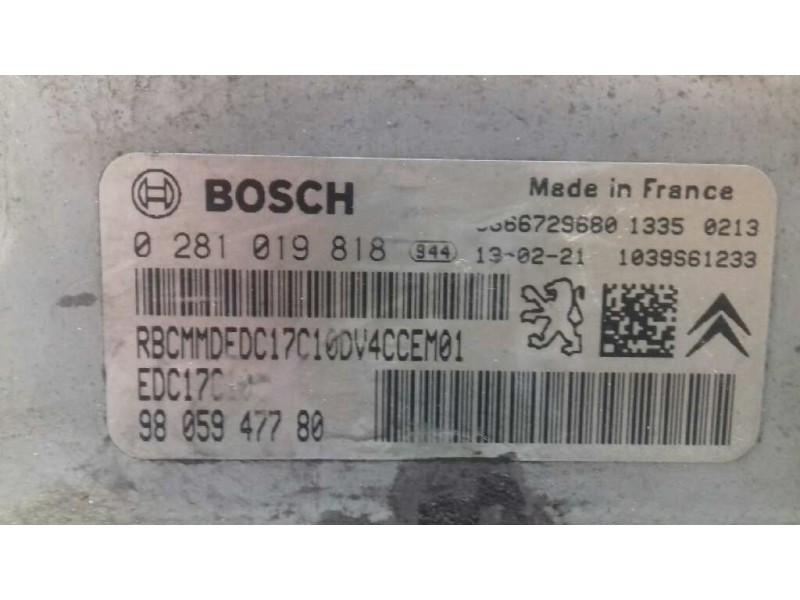 BOSCH
Made in France
66729680 1335 0213
0 281 019 818 944 13-02-21 1039S61233
RBCMMDEDC17C10DV4CCEM01
98 059 477 80